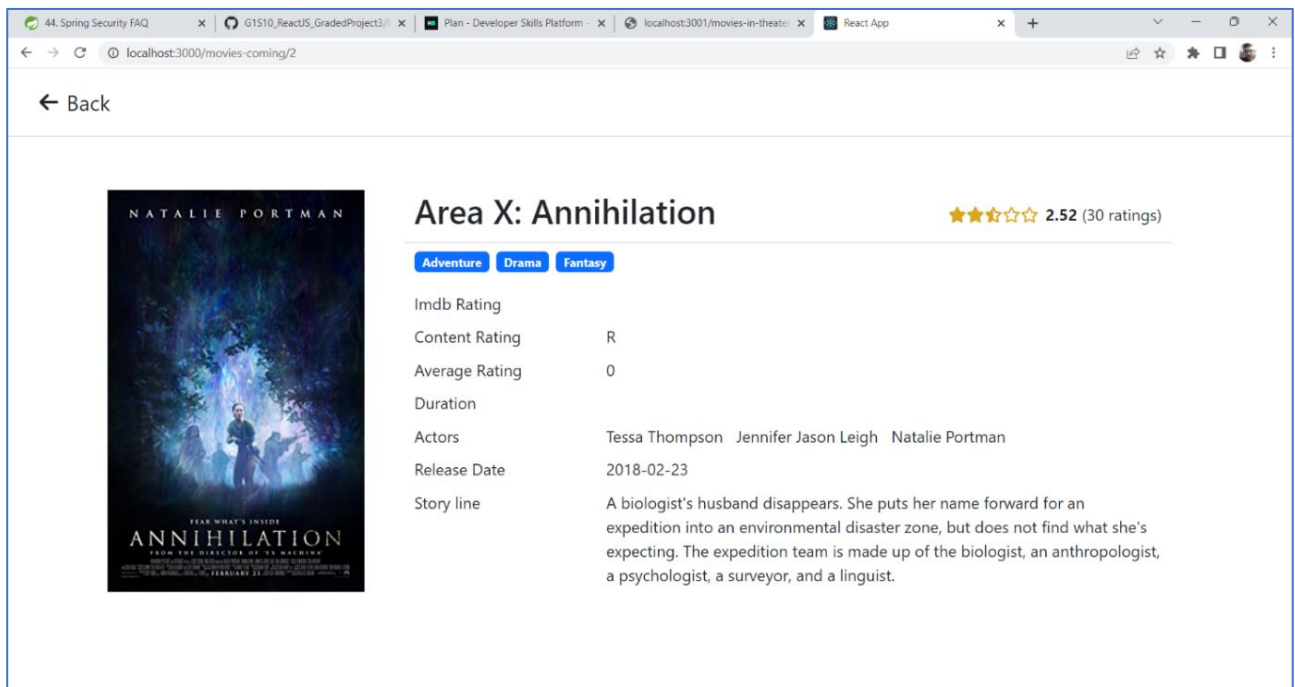 44. Spring Security FAQ
G1S10_ReactJS_GradedProject3/
Plan - Developer Skills Platform -
localhost:3001/movies-in-theater
React App
localhost:3000/movies-coming/2
Back
NATALIE PORTMAN
FEAR WHAT'S INSIDE
ANNIHILATION
FROM THE DIRECTOR OF 'EX MACHINA'
FEBRUARY 23
Area X: Annihilation
2.52 (30 ratings)
Adventure Drama Fantasy
Imdb Rating
Content Rating R
Average Rating 0
Duration
Actors Tessa Thompson Jennifer Jason Leigh Natalie Portman
Release Date 2018-02-23
Story line A biologist's husband disappears. She puts her name forward for an
expedition into an environmental disaster zone, but does not find what she's
expecting. The expedition team is made up of the biologist, an anthropologist,
a psychologist, a surveyor, and a linguist.